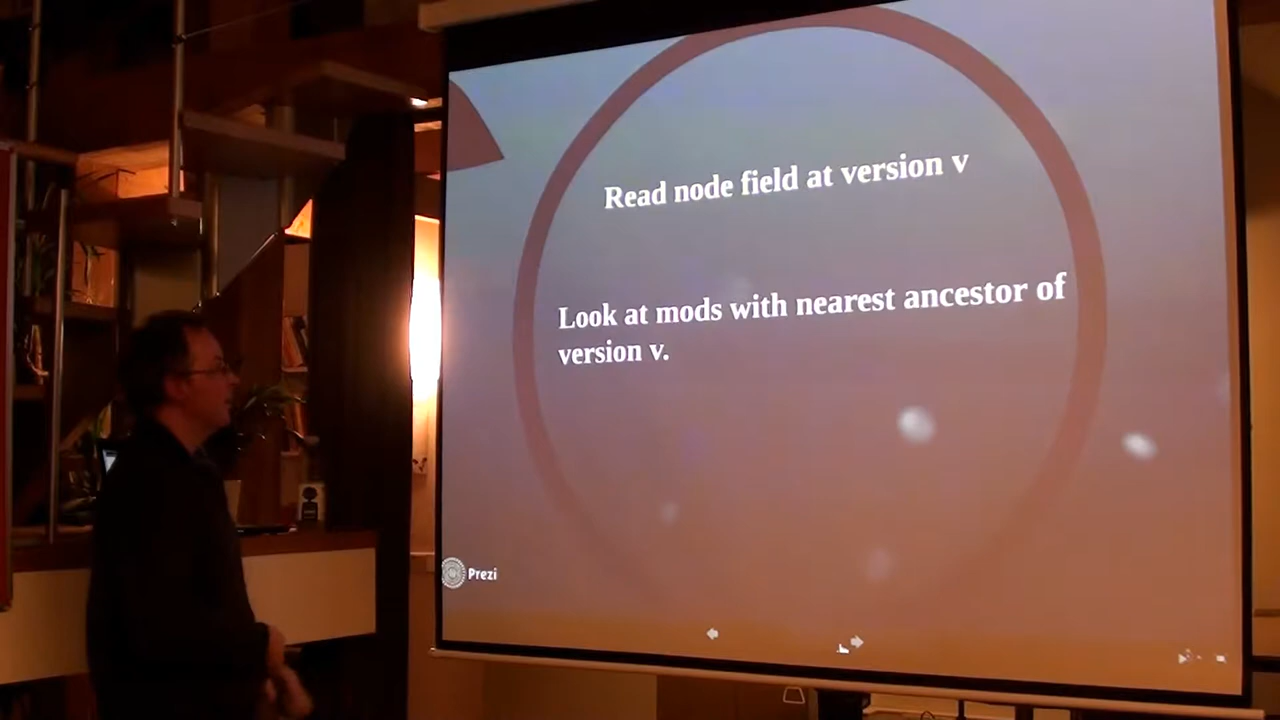 Read node field at version v
Look at mods with nearest ancestor of
version v.
Prezi